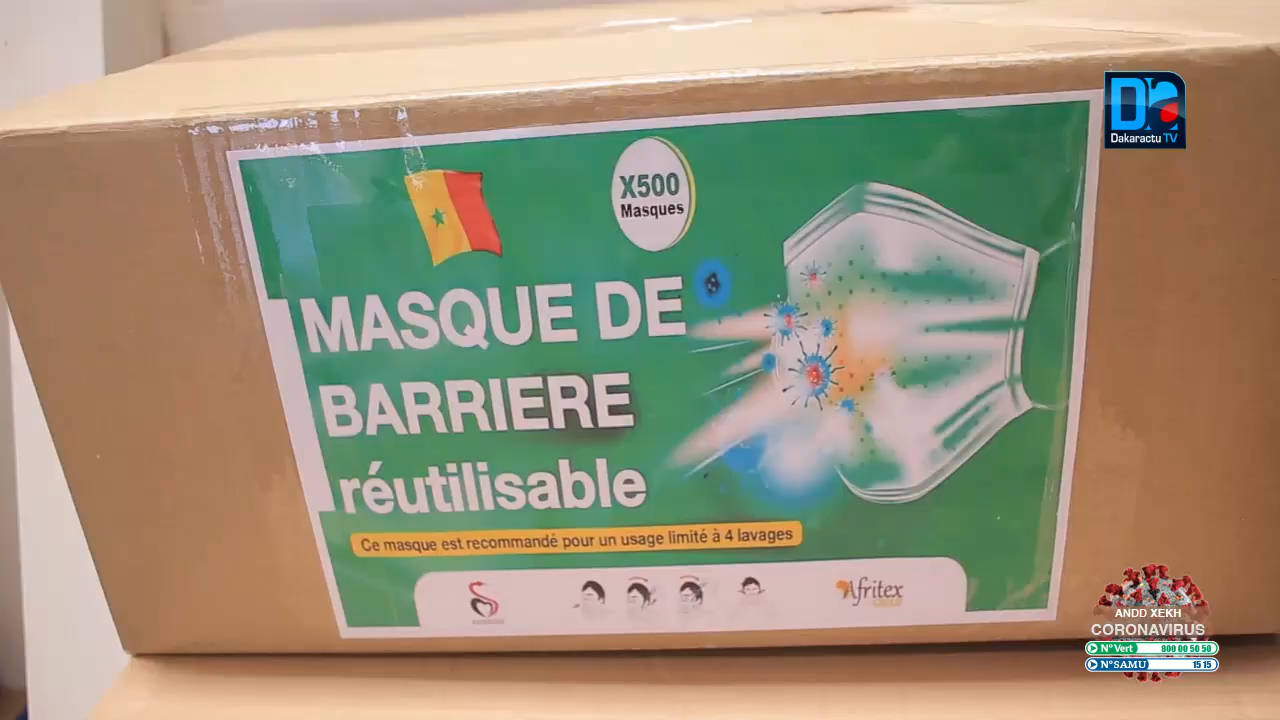 Dakaractu TV
X500
Masques
MASQUE DE
BARRIERE
réutilisable
Ce masque est recommandé pour un usage limité à 4 lavages
Afritex
ANDD XEKH
CORONAVIRUS
N°Vert 800 00 50 50
N°SAMU 15 15